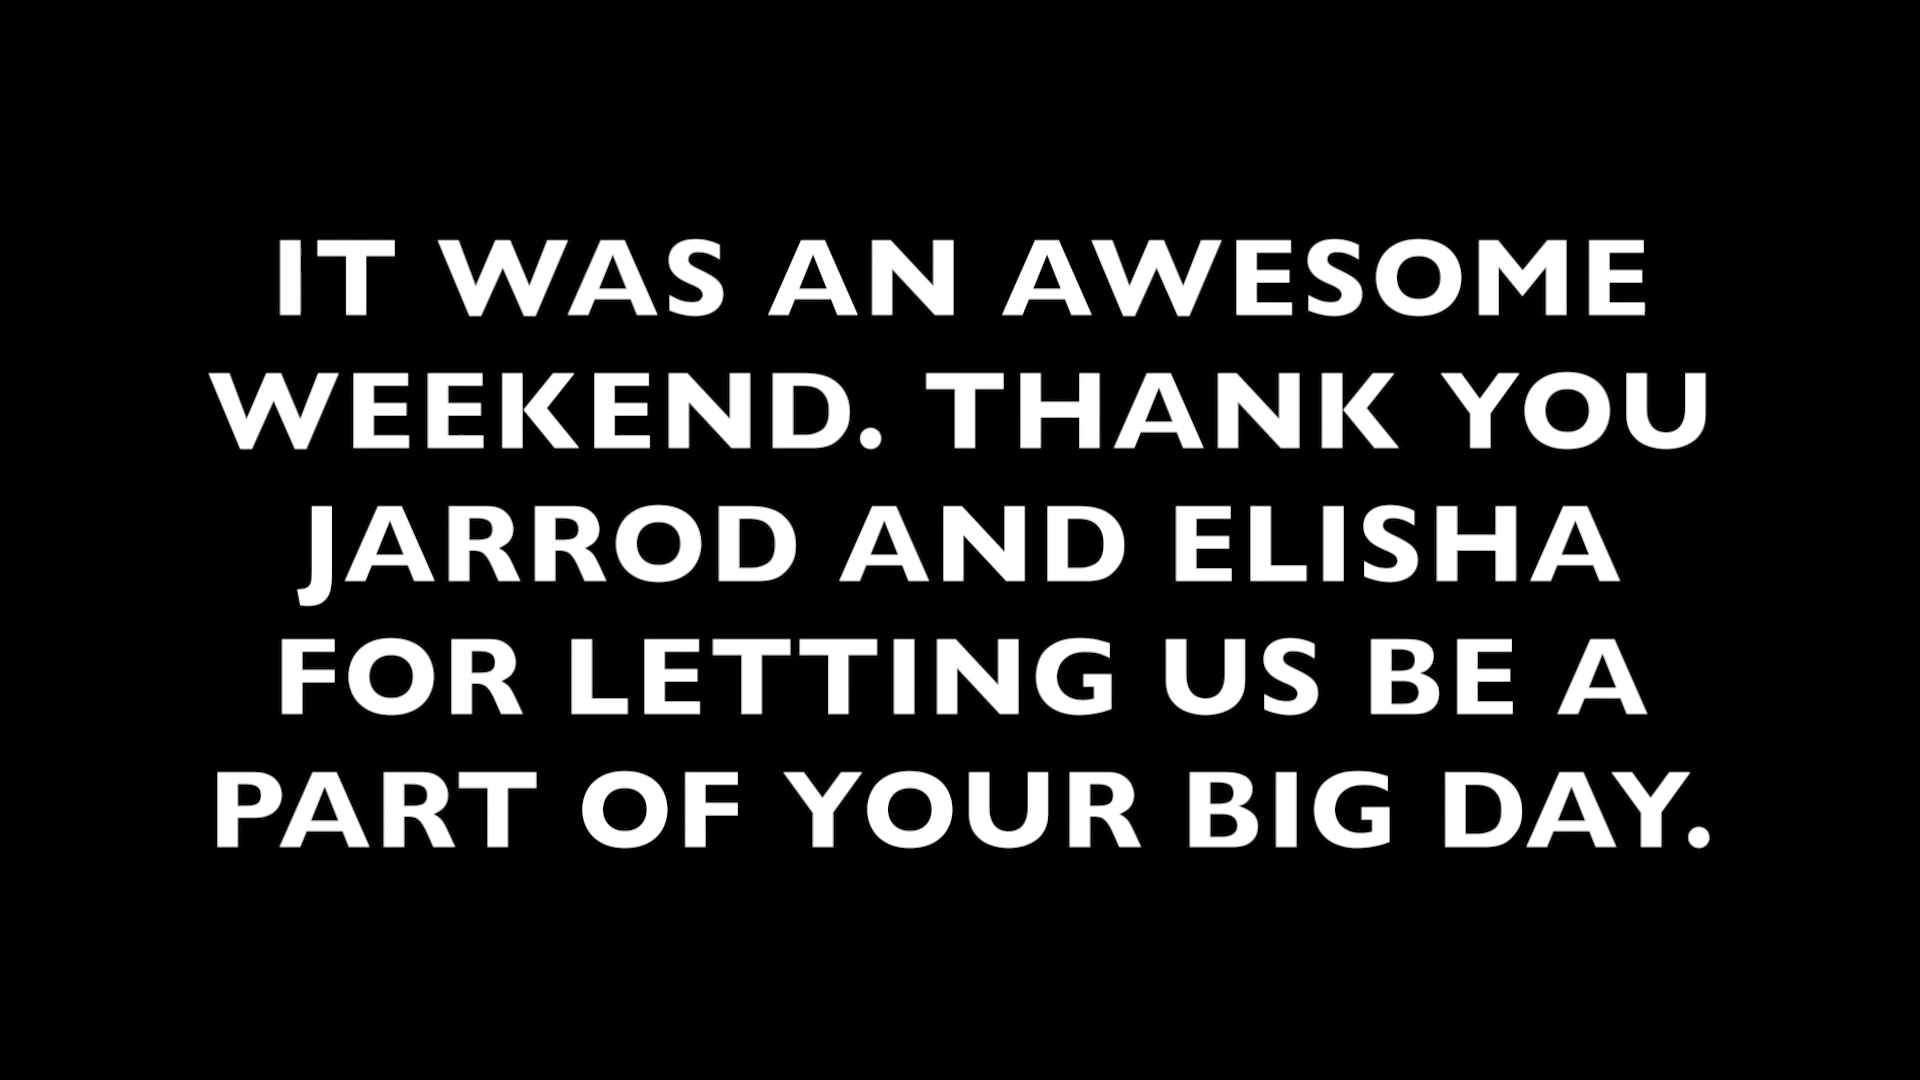 IT WAS AN AWESOME
WEEKEND. THANK YOU
JARROD AND ELISHA
FOR LETTING US BE A
PART OF YOUR BIG DAY.